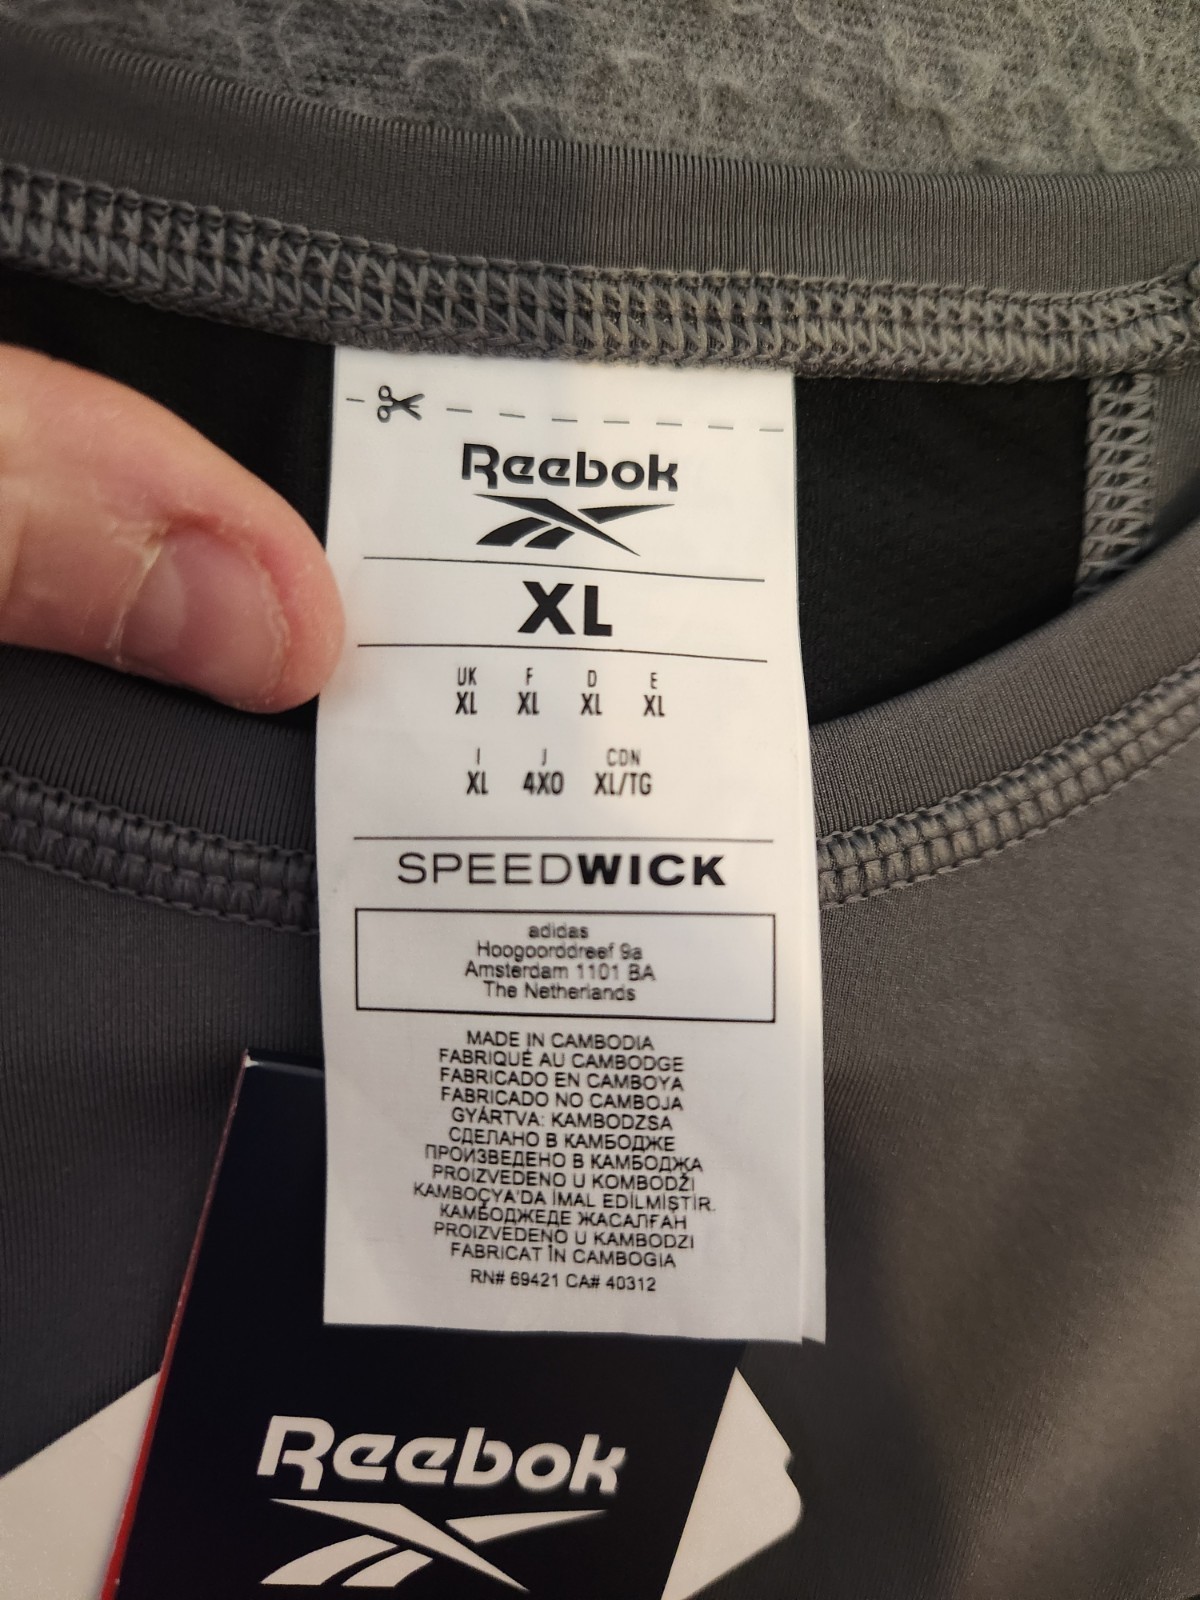 Reebok
XL
UK F D E
XL XL XL XL
I J CDN
XL 4XO XL/TG
SPEEDWICK
adidas
Hoogoorddreef 9a
Amsterdam 1101 BA
The Netherlands
MADE IN CAMBODIA
FABRIQUÉ AU CAMBODGE
FABRICADO EN CAMBOYA
FABRICADO NO CAMBOJA
GYÁRTVA: KAMBODZSA
СДЕЛАНО В КАМБОДЖЕ
ПРОИЗВЕДЕНО В КАМБОДЖА
PROIZVEDENO U KOMBODŽI
KAMBOÇYA'DA İMAL EDİLMİŞTİR.
КАМБОДЖЕДЕ ЖАСАЛҒАН
PROIZVEDENO U KAMBODZI
FABRICAT ÎN CAMBOGIA
RN# 69421 CA# 40312
Reebok